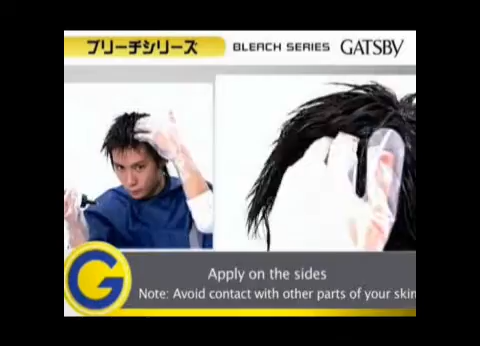 ブリーチシリーズ BLEACH SERIES GATSBY
G
Apply on the sides
Note: Avoid contact with other parts of your skin